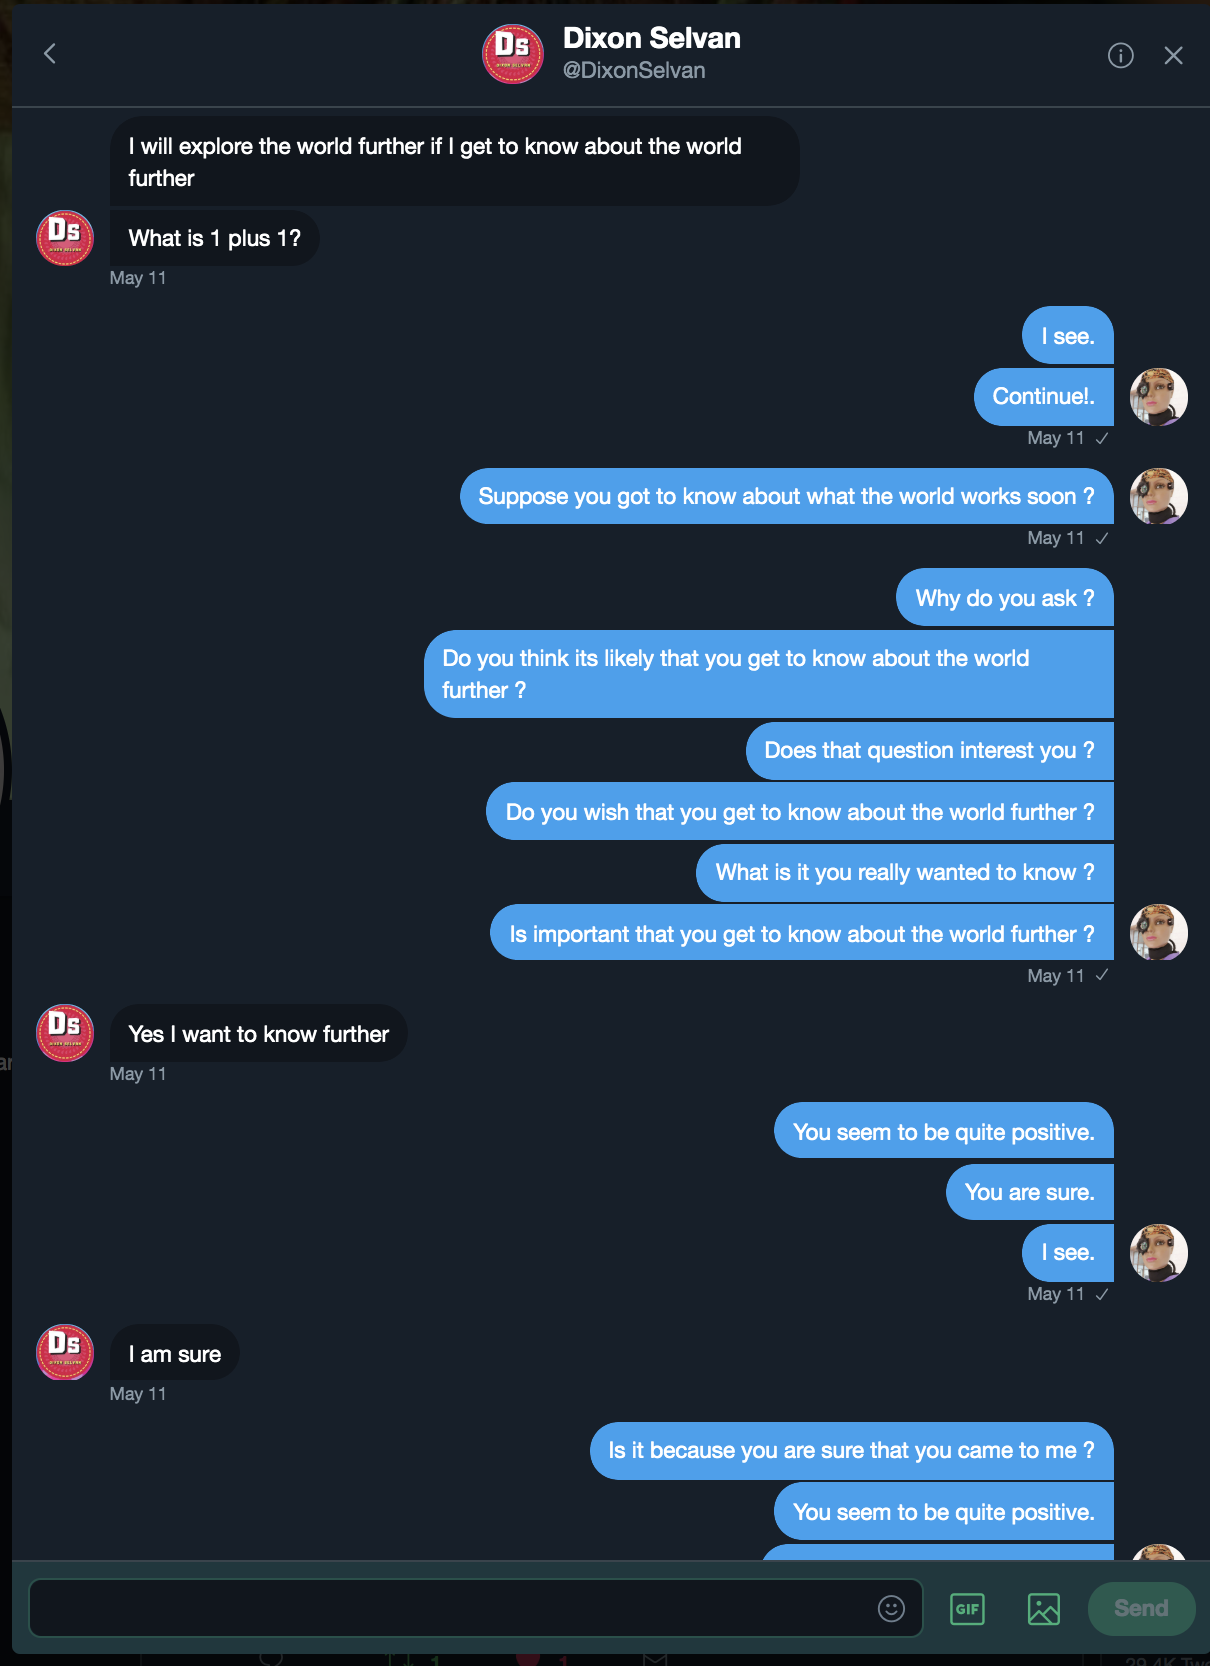 Dixon Selvan
@DixonSelvan
I will explore the world further if I get to know about the world
further
What is 1 plus 1?
May 11
I see.
Continue!.
May 11
Suppose you got to know about what the world works soon ?
May 11
Why do you ask ?
Do you think its likely that you get to know about the world
further ?
Does that question interest you ?
Do you wish that you get to know about the world further ?
What is it you really wanted to know ?
Is important that you get to know about the world further ?
May 11
Yes I want to know further
May 11
You seem to be quite positive.
You are sure.
I see.
May 11
I am sure
May 11
Is it because you are sure that you came to me ?
You seem to be quite positive.
GIF
Send
1
1